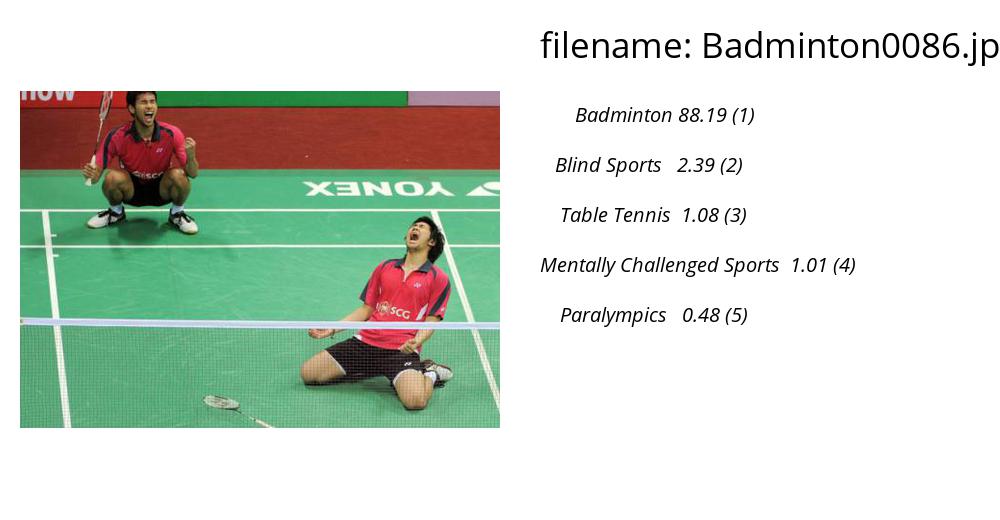 filename: Badminton0086.jp
now
YONEX
SCG
SCG
Badminton 88.19 (1)
Blind Sports 2.39 (2)
Table Tennis 1.08 (3)
Mentally Challenged Sports 1.01 (4)
Paralympics 0.48 (5)